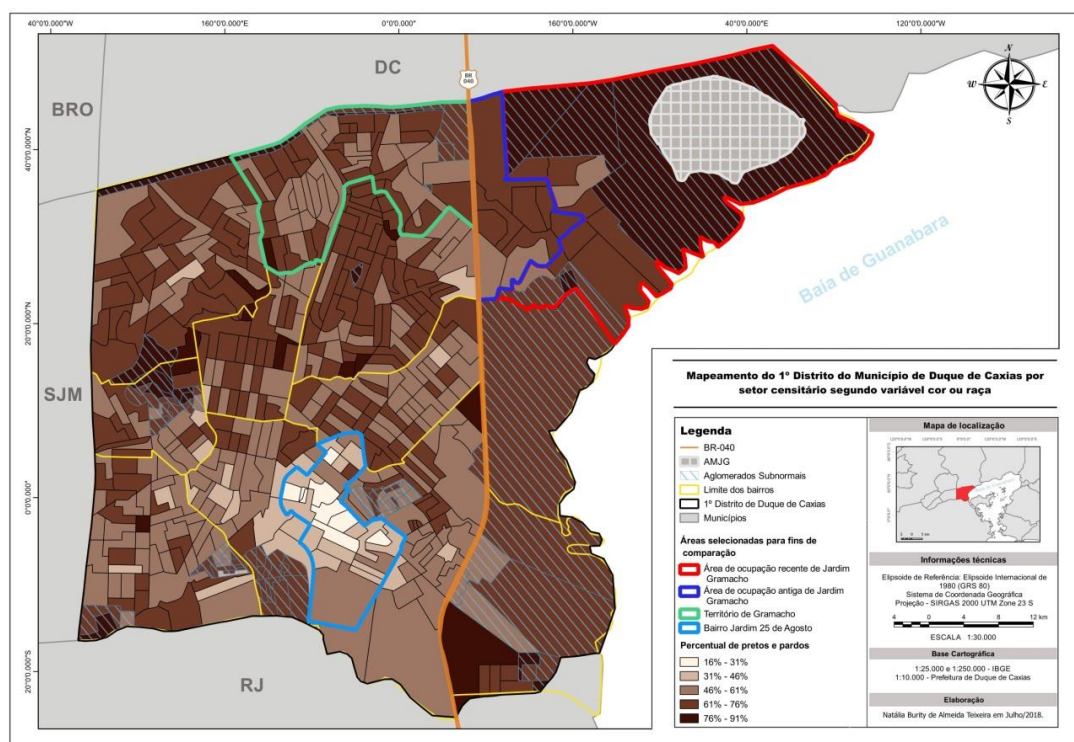 40°0'0.000"W
160°0'0.000"E
0°0'0.000"
160°0'0.000"W
40°0'0.000"E
120°0'0.000"W
DC
BR
040
BRO
N
W
E
S
40°0'0.000"N
Baía de Guanabara
20°0'0.000"N
SJM
0°0'0.000"
20°0'0.000"S
RJ
Mapeamento do 1º Distrito do Município de Duque de Caxias por
setor censitário segundo variável cor ou raça
Legenda
BR-040
AMJG
Aglomerados Subnormais
Limite dos bairros
1º Distrito de Duque de Caxias
Municípios
Áreas selecionadas para fins de
comparação
Área de ocupação recente de Jardim
Gramacho
Área de ocupação antiga de Jardim
Gramacho
Território de Gramacho
Bairro Jardim 25 de Agosto
Percentual de pretos e pardos
16% - 31%
31% - 46%
46% - 61%
61% - 76%
76% - 91%
Mapa de localização
Informações técnicas
Elipsoide de Referência: Elipsoide Internacional de
1980 (GRS 80)
Sistema de Coordenada Geográfica
Projeção - SIRGAS 2000 UTM Zone 23 S
4 0 4 8 12 km
ESCALA 1:30.000
Base Cartográfica
1:25.000 e 1:250.000 - IBGE
1:10.000 - Prefeitura de Duque de Caxias
Elaboração
Natália Burity de Almeida Teixeira em Julho/2018.